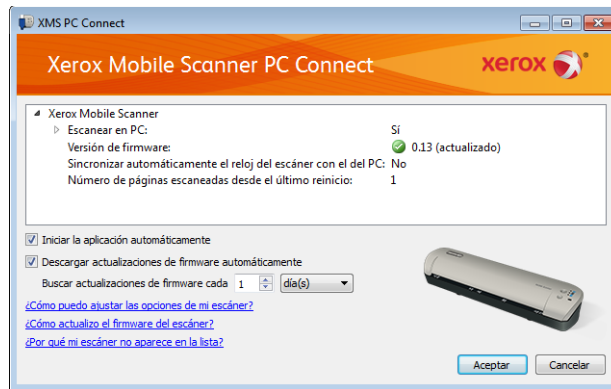 XMS PC Connect
Xerox Mobile Scanner PC Connect
xerox
Xerox Mobile Scanner
Escanear en PC: Sí
Versión de firmware: 0.13 (actualizado)
Sincronizar automáticamente el reloj del escáner con el del PC: No
Número de páginas escaneadas desde el último reinicio: 1
Iniciar la aplicación automáticamente
Descargar actualizaciones de firmware automáticamente
Buscar actualizaciones de firmware cada 1 día(s)
¿Cómo puedo ajustar las opciones de mi escáner?
¿Cómo actualizo el firmware del escáner?
¿Por qué mi escáner no aparece en la lista?
Aceptar Cancelar